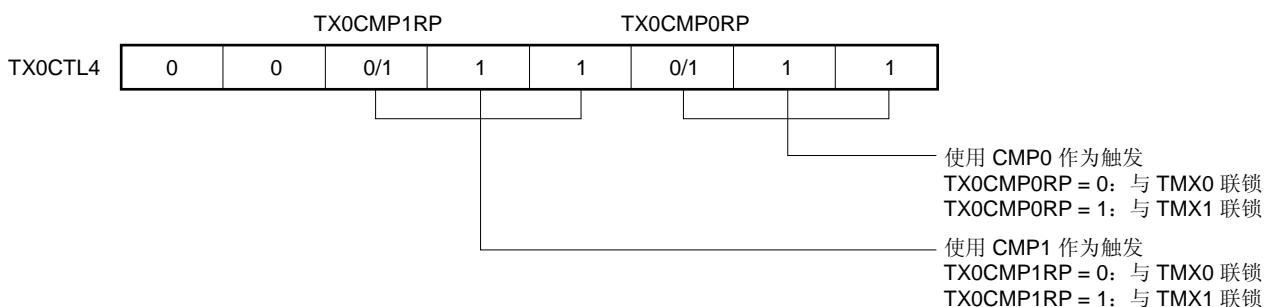 TX0CMP1RP TX0CMP0RP
TX0CTL4 0 0 0/1 1 1 0/1 1 1
使用 CMP0 作为触发
TX0CMP0RP = 0：与 TMX0 联锁
TX0CMP0RP = 1：与 TMX1 联锁
使用 CMP1 作为触发
TX0CMP1RP = 0：与 TMX0 联锁
TX0CMP1RP = 1：与 TMX1 联锁